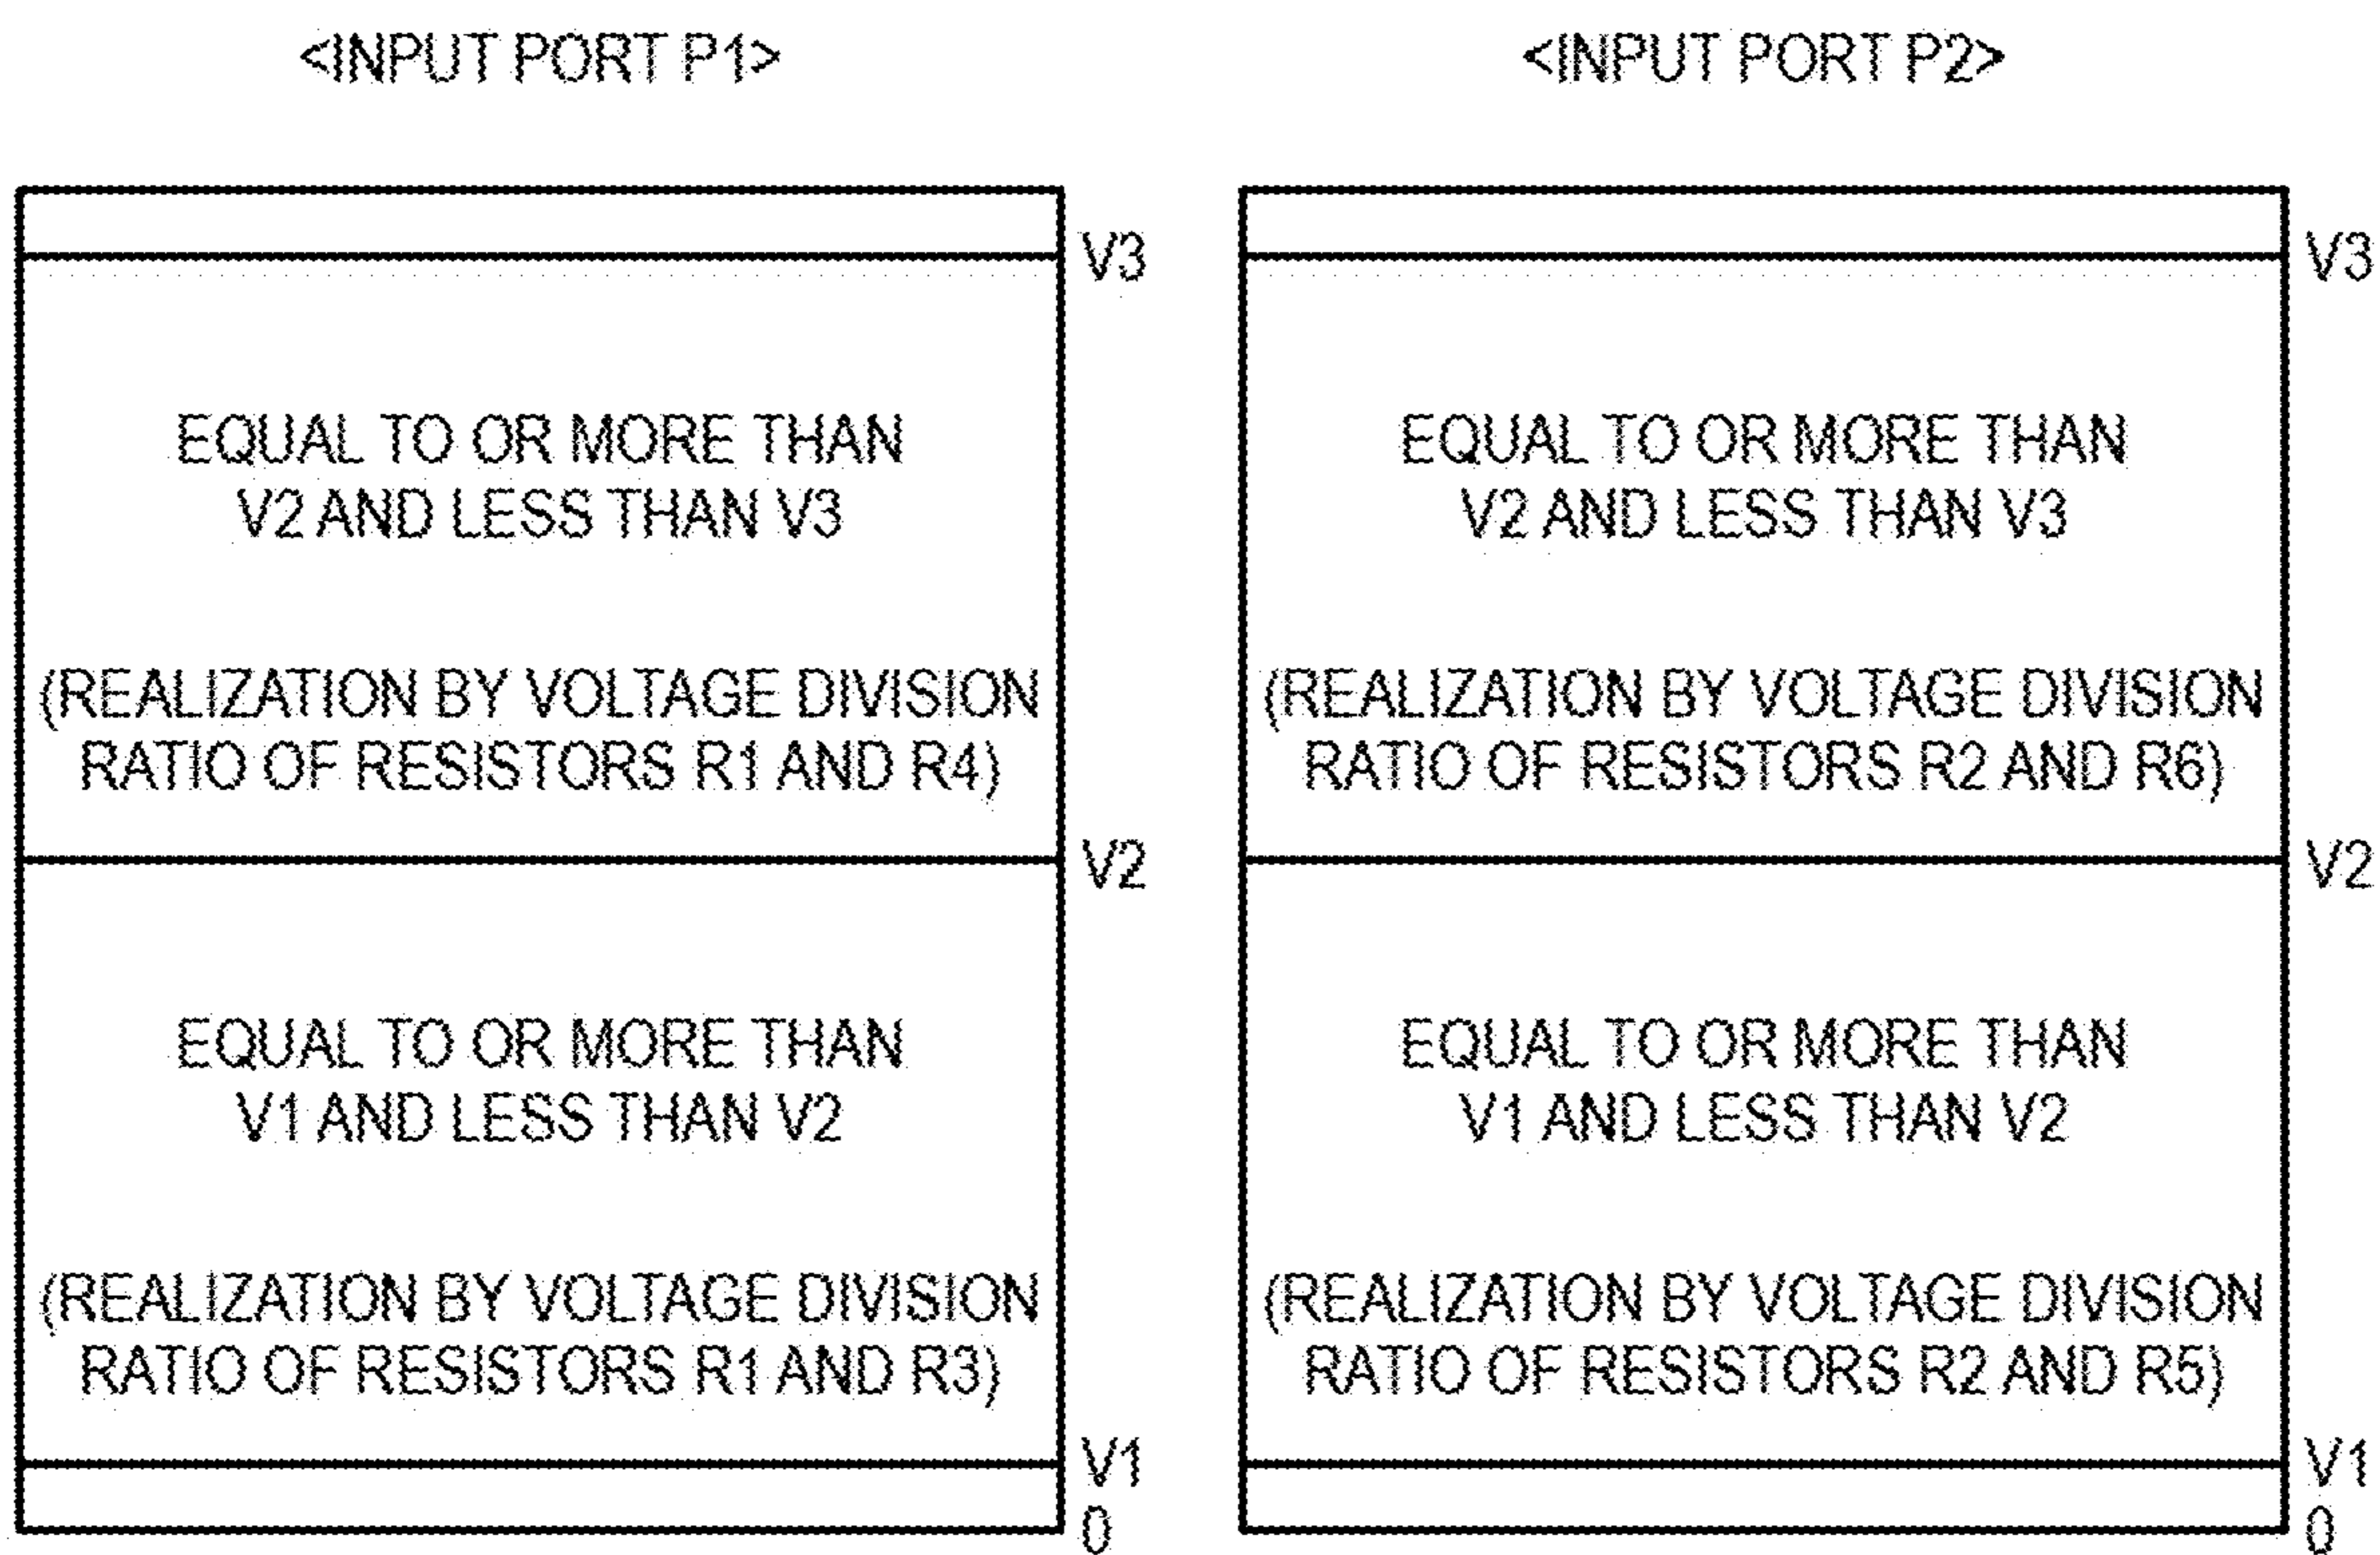 <INPUT PORT P1>
V3
EQUAL TO OR MORE THAN
V2 AND LESS THAN V3
(REALIZATION BY VOLTAGE DIVISION
RATIO OF RESISTORS R1 AND R4)
V2
EQUAL TO OR MORE THAN
V1 AND LESS THAN V2
(REALIZATION BY VOLTAGE DIVISION
RATIO OF RESISTORS R1 AND R3)
V1
0
<INPUT PORT P2>
V3
EQUAL TO OR MORE THAN
V2 AND LESS THAN V3
(REALIZATION BY VOLTAGE DIVISION
RATIO OF RESISTORS R2 AND R6)
V2
EQUAL TO OR MORE THAN
V1 AND LESS THAN V2
(REALIZATION BY VOLTAGE DIVISION
RATIO OF RESISTORS R2 AND R5)
V1
0